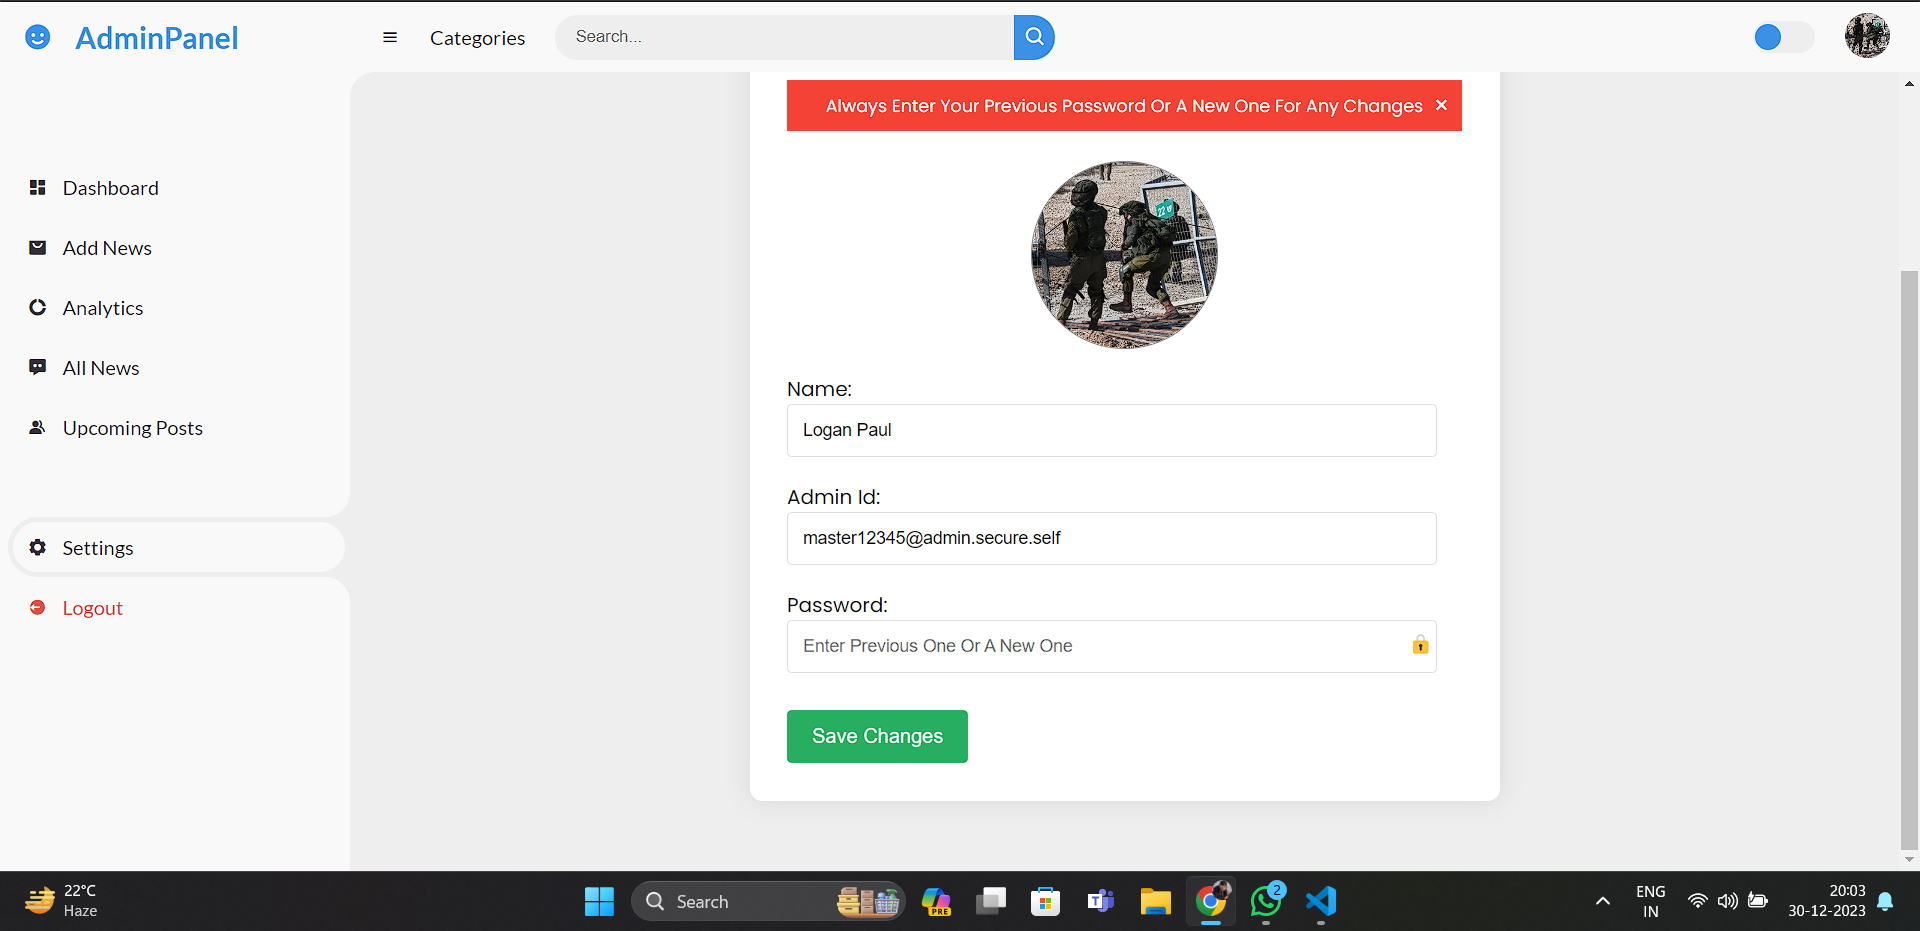 AdminPanel
Categories
Search...
Always Enter Your Previous Password Or A New One For Any Changes ×
Dashboard
Add News
Analytics
All News
Upcoming Posts
Settings
Logout
Name:
Logan Paul
Admin Id:
master12345@admin.secure.self
Password:
Enter Previous One Or A New One
Save Changes
22°C
Haze
Search
PRE
2
ENG
IN
20:03
30-12-2023